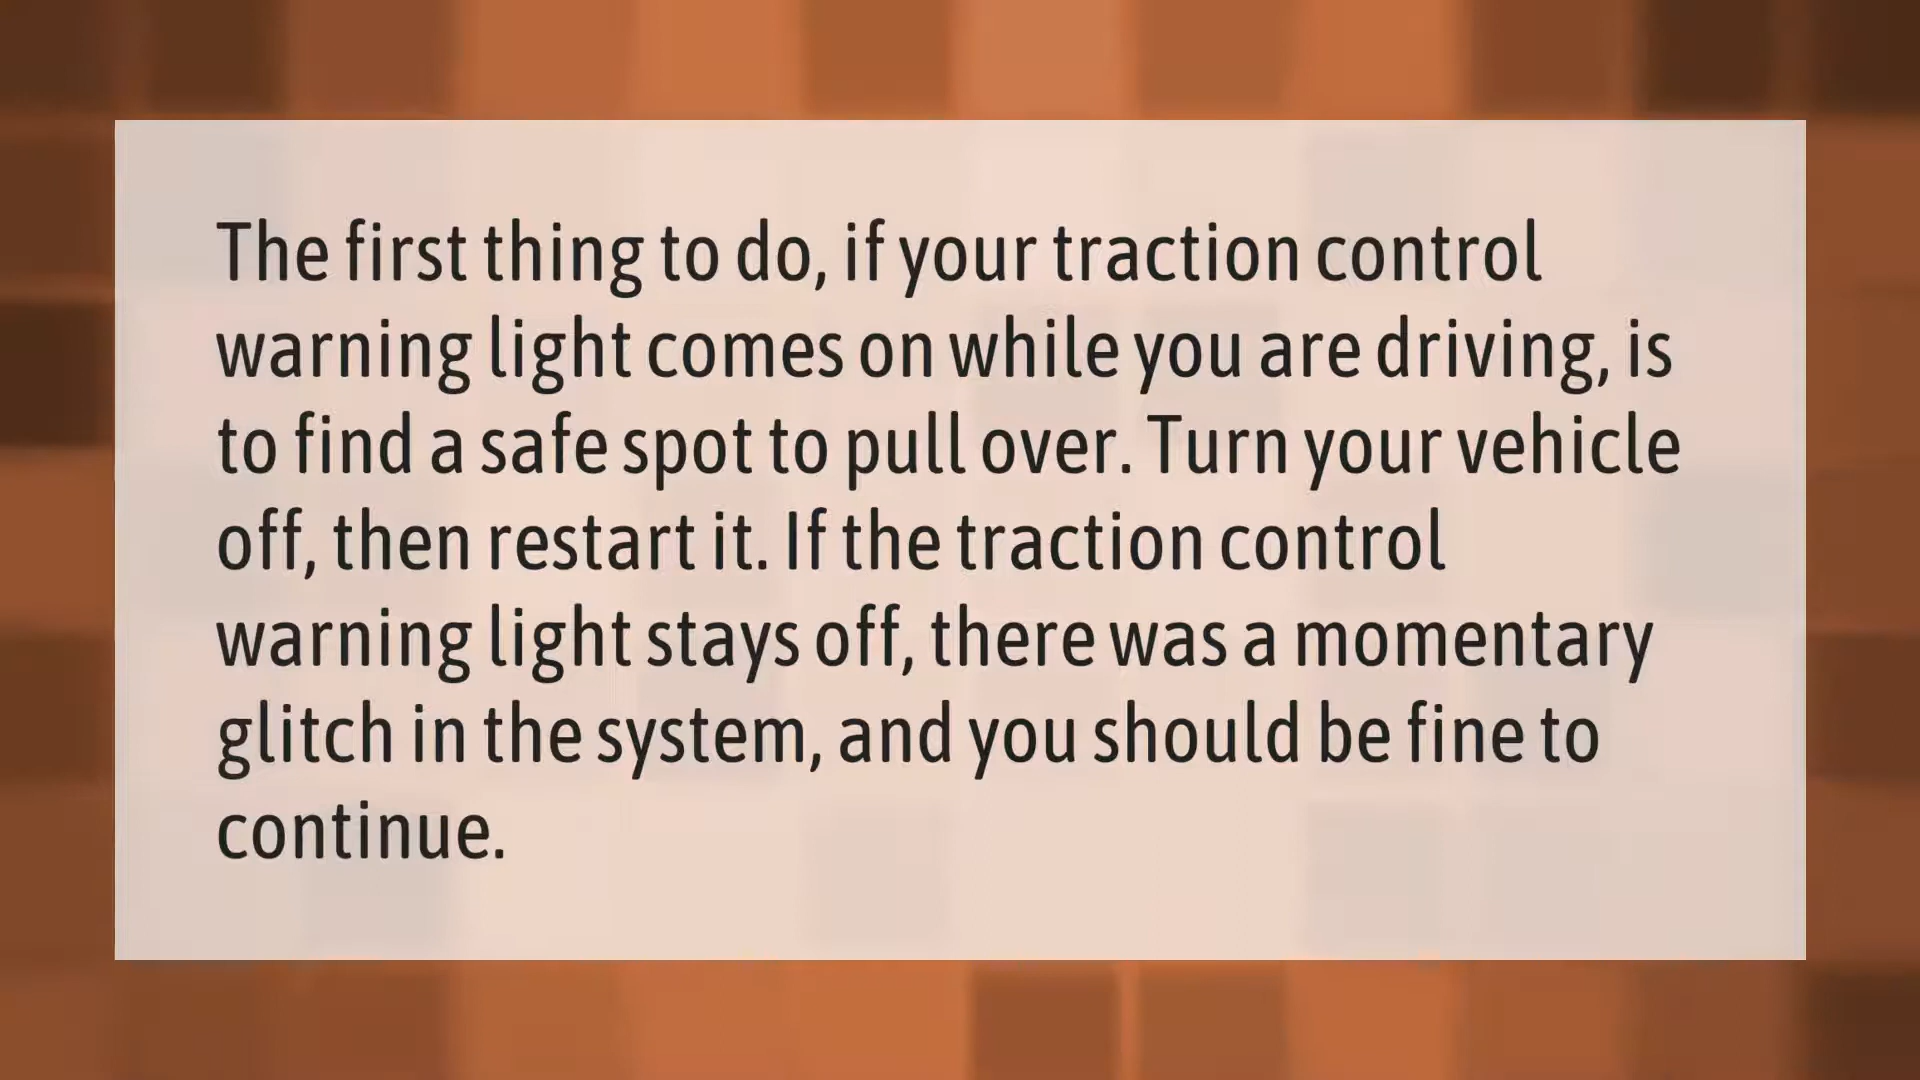 The first thing to do, if your traction control
warning light comes on while you are driving, is
to find a safe spot to pull over. Turn your vehicle
off, then restart it. If the traction control
warning light stays off, there was a momentary
glitch in the system, and you should be fine to
continue.